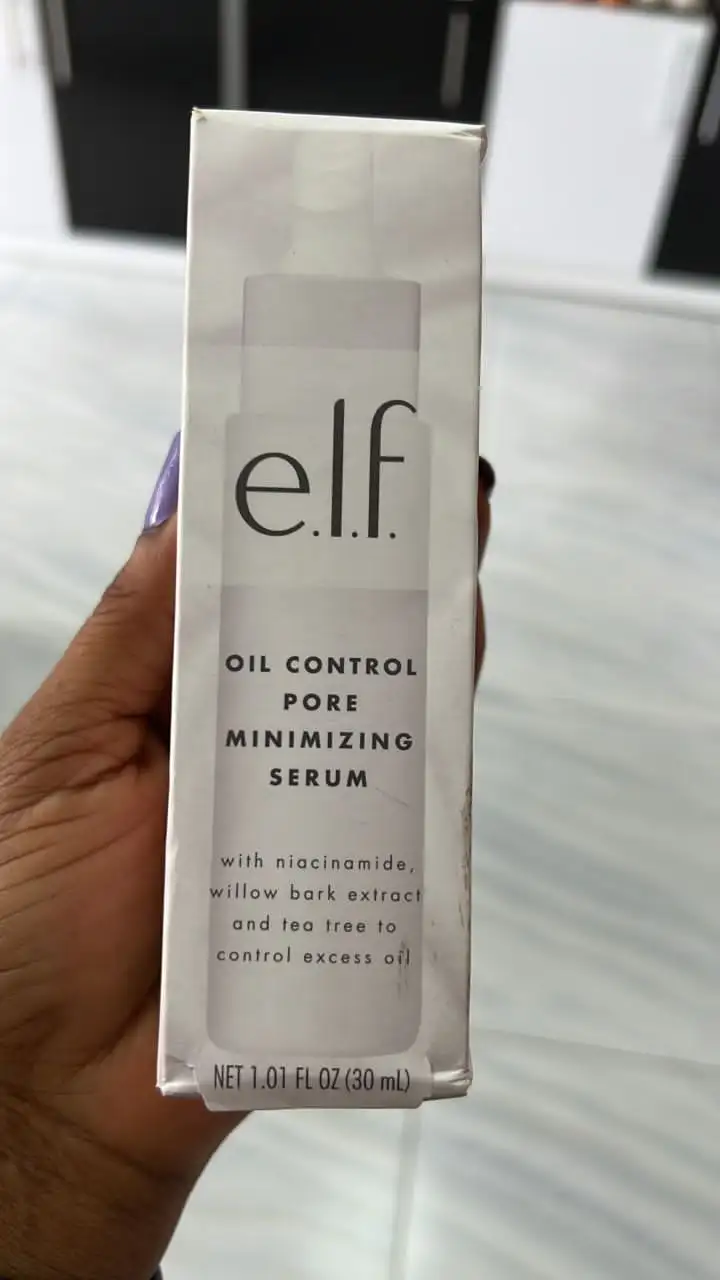 e.l.f.
OIL CONTROL
PORE
MINIMIZING
SERUM
with niacinamide,
willow bark extract
and tea tree to
control excess oil
NET 1.01 FL OZ (30 mL)